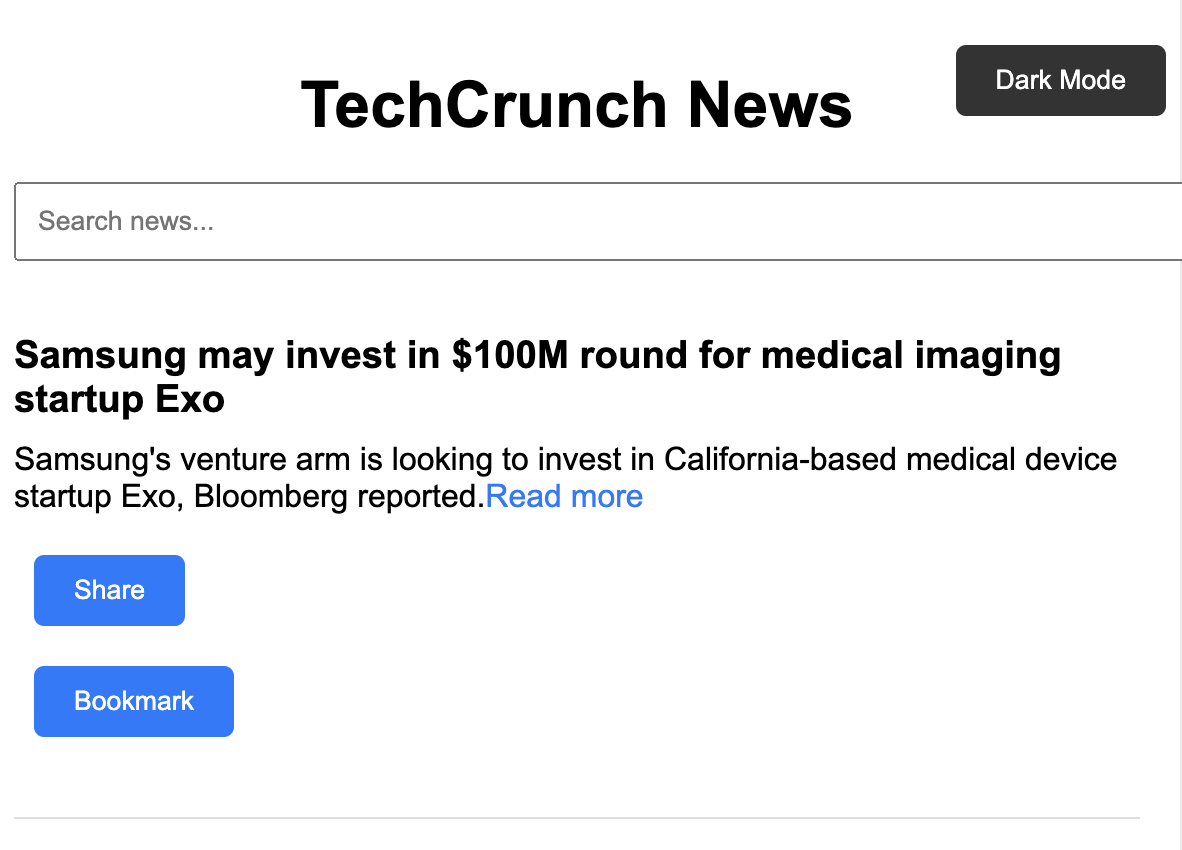 Dark Mode
TechCrunch News
Search news...
Samsung may invest in $100M round for medical imaging
startup Exo
Samsung's venture arm is looking to invest in California-based medical device
startup Exo, Bloomberg reported.Read more
Share
Bookmark